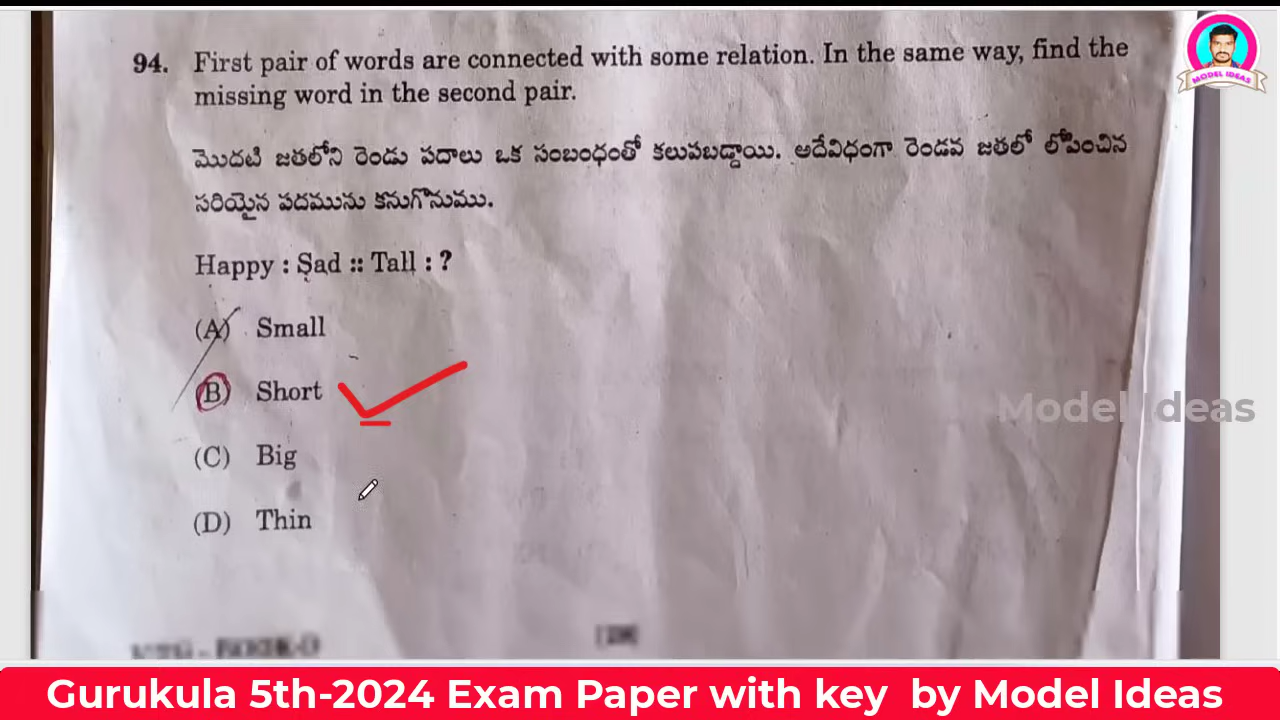 MODEL IDEAS
94. First pair of words are connected with some relation. In the same way, find the
missing word in the second pair.
మొదటి జతలోని రెండు పదాలు ఒక సంబంధంతో కలుపబడ్డాయి. అదేవిధంగా రెండవ జతలో లోపించిన
సరియైన పదమును కనుగొనుము.
Happy : Sad :: Tall : ?
(A) Small
(B) Short
Model Ideas
(C) Big
(D) Thin
Gurukula 5th-2024 Exam Paper with key by Model Ideas